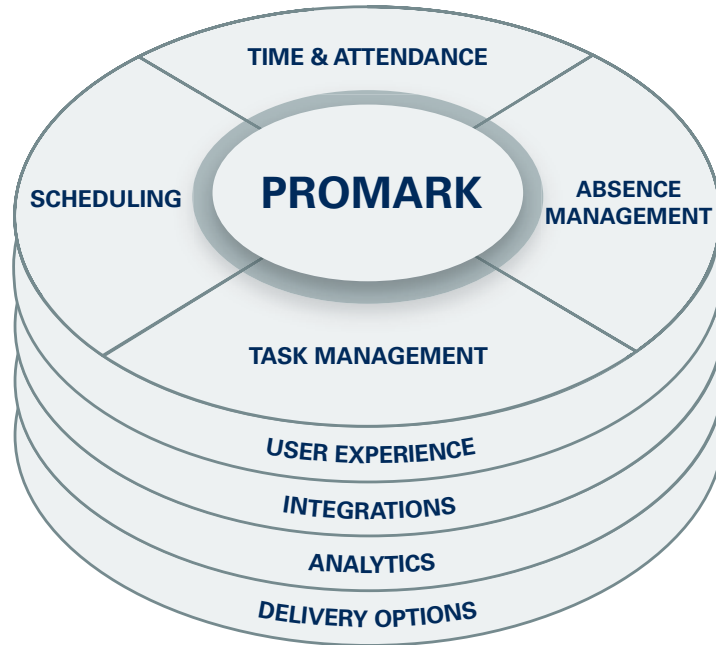 TIME & ATTENDANCE
SCHEDULING
PROMARK
ABSENCE
MANAGEMENT
TASK MANAGEMENT
USER EXPERIENCE
INTEGRATIONS
ANALYTICS
DELIVERY OPTIONS